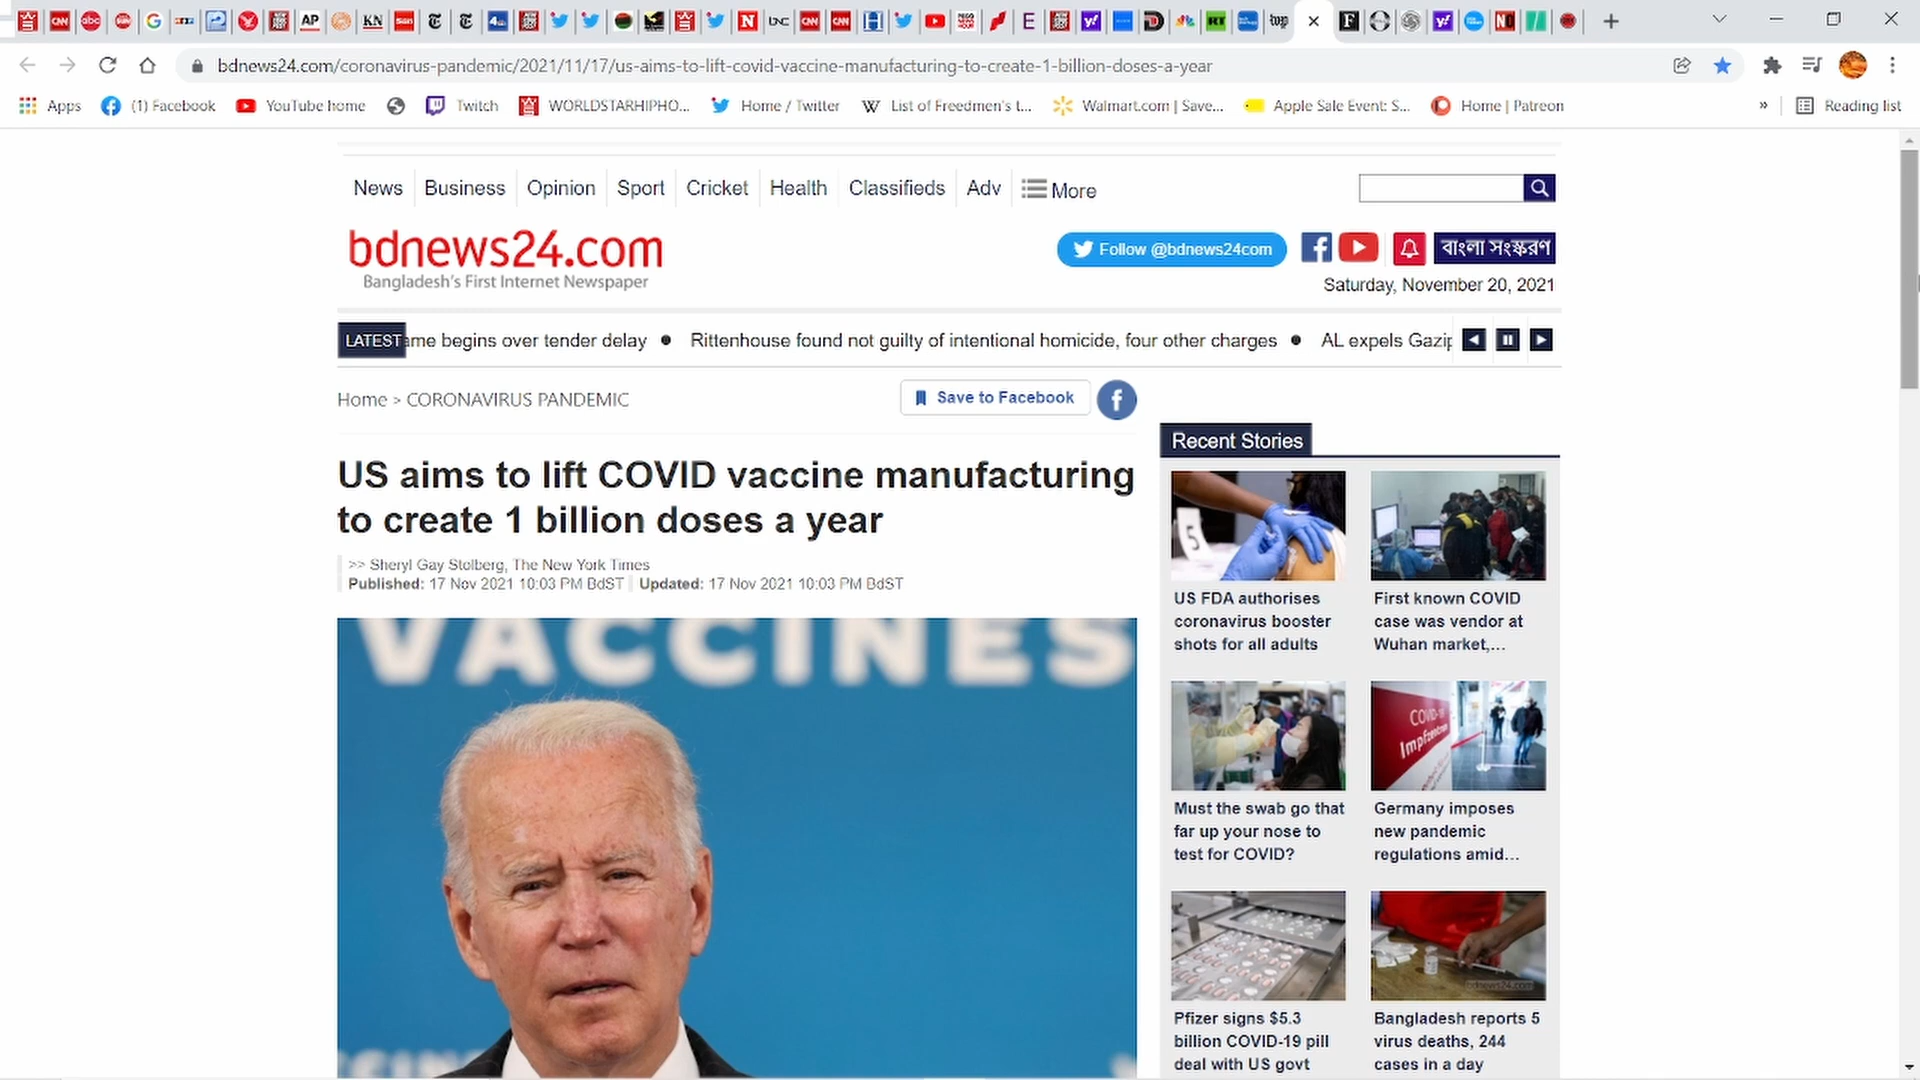 bdnews24.com/coronavirus-pandemic/2021/11/17/us-aims-to-lift-covid-vaccine-manufacturing-to-create-1-billion-doses-a-year
Apps (1) Facebook YouTube home Twitch WORLDSTARHIPHO... Home / Twitter List of Freedmen's t... Walmart.com | Save... Apple Sale Event: S... Home | Patreon » Reading list
News Business Opinion Sport Cricket Health Classifieds Adv More
bdnews24.com
Bangladesh's First Internet Newspaper
Follow @bdnews24com বাংলা সংস্করণ
Saturday, November 20, 2021
LATEST ame begins over tender delay ● Rittenhouse found not guilty of intentional homicide, four other charges ● AL expels Gazip
Home > CORONAVIRUS PANDEMIC
Save to Facebook
US aims to lift COVID vaccine manufacturing
to create 1 billion doses a year
>> Sheryl Gay Stolberg, The New York Times
Published: 17 Nov 2021 10:03 PM BdST Updated: 17 Nov 2021 10:03 PM BdST
VACCINES
Recent Stories
5
US FDA authorises
coronavirus booster
shots for all adults
First known COVID
case was vendor at
Wuhan market,...
COVID-19
Impfzentrum
Must the swab go that
far up your nose to
test for COVID?
Germany imposes
new pandemic
regulations amid...
bdnews24.com
Pfizer signs $5.3
billion COVID-19 pill
deal with US govt
Bangladesh reports 5
virus deaths, 244
cases in a day